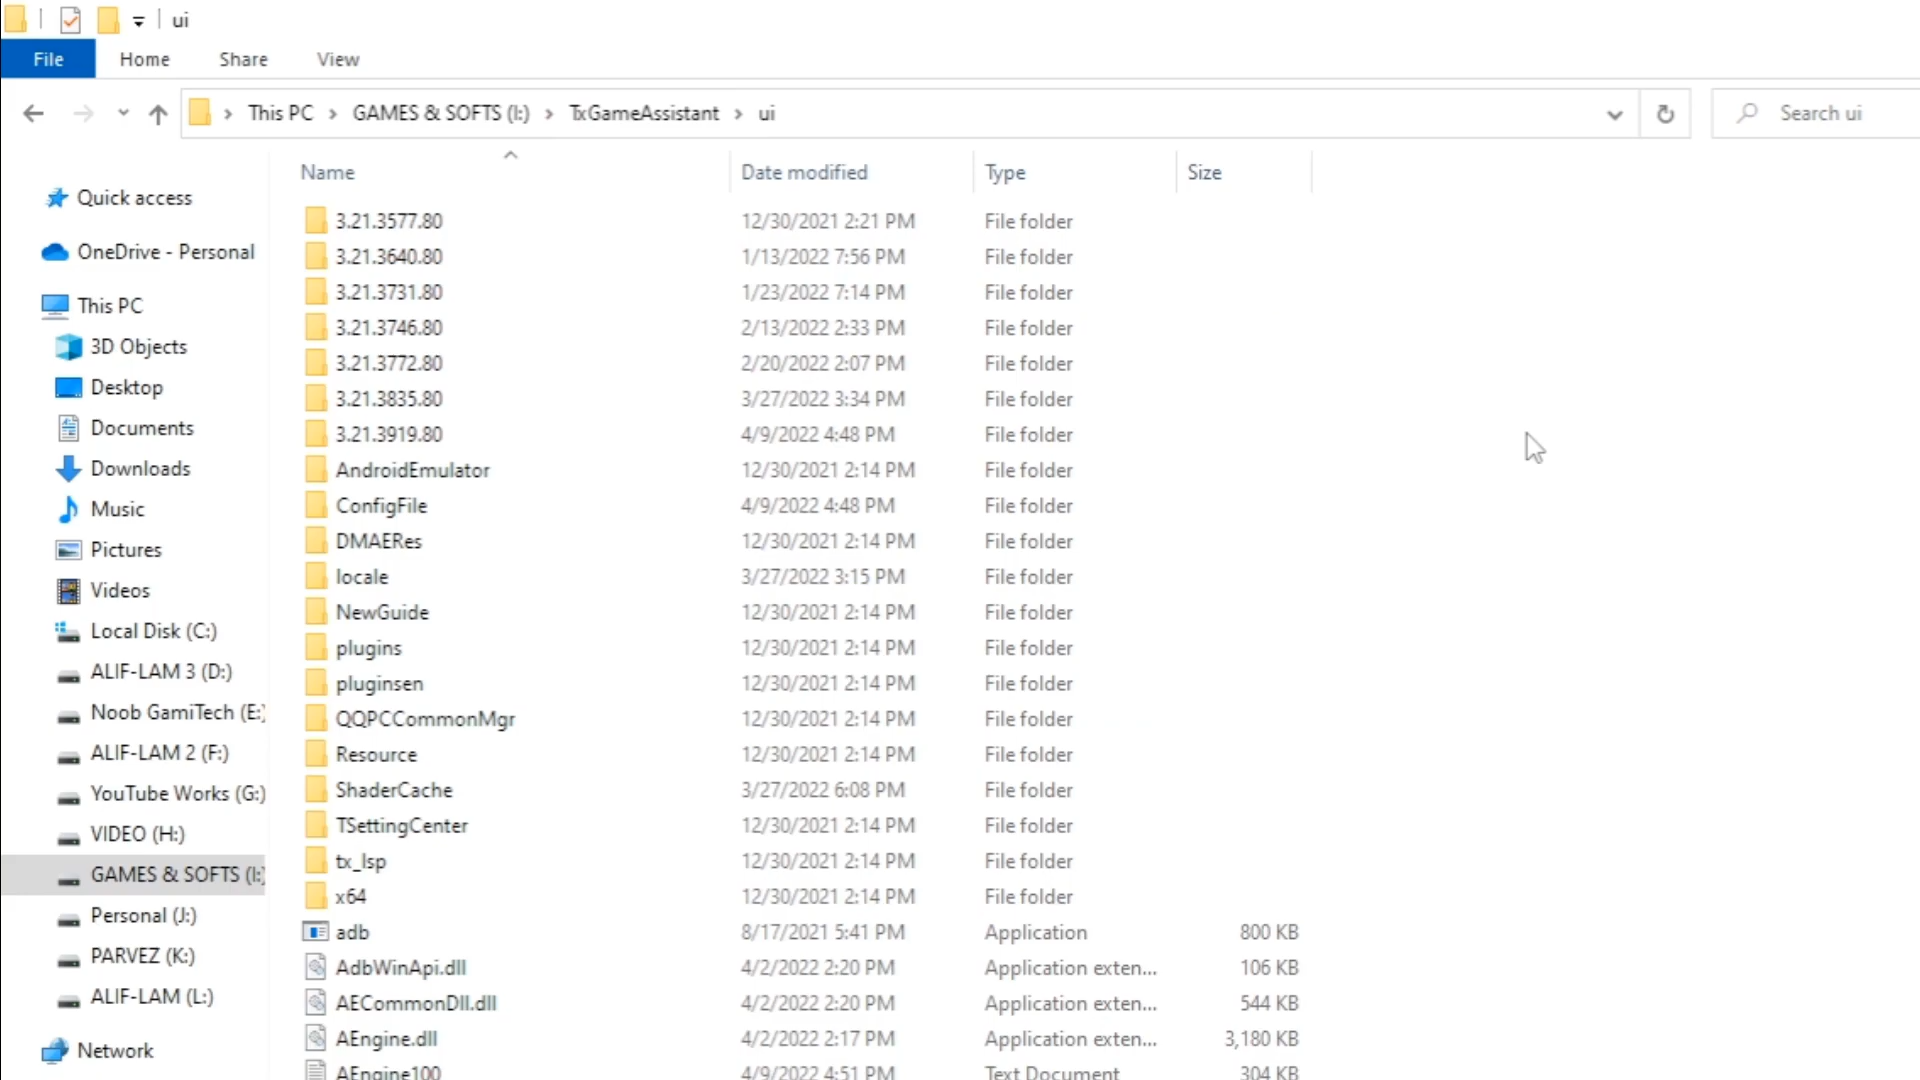 ui
File Home Share View
This PC GAMES & SOFTS (I:) TxGameAssistant ui Search ui
Name Date modified Type Size
Quick access
OneDrive - Personal
This PC
3D Objects
Desktop
Documents
Downloads
Music
Pictures
Videos
Local Disk (C:)
ALIF-LAM 3 (D:)
Noob GamiTech (E:)
ALIF-LAM 2 (F:)
YouTube Works (G:)
VIDEO (H:)
GAMES & SOFTS (I:)
Personal (J:)
PARVEZ (K:)
ALIF-LAM (L:)
Network
3.21.3577.80 12/30/2021 2:21 PM File folder
3.21.3640.80 1/13/2022 7:56 PM File folder
3.21.3731.80 1/23/2022 7:14 PM File folder
3.21.3746.80 2/13/2022 2:33 PM File folder
3.21.3772.80 2/20/2022 2:07 PM File folder
3.21.3835.80 3/27/2022 3:34 PM File folder
3.21.3919.80 4/9/2022 4:48 PM File folder
AndroidEmulator 12/30/2021 2:14 PM File folder
ConfigFile 4/9/2022 4:48 PM File folder
DMAERes 12/30/2021 2:14 PM File folder
locale 3/27/2022 3:15 PM File folder
NewGuide 12/30/2021 2:14 PM File folder
plugins 12/30/2021 2:14 PM File folder
pluginsen 12/30/2021 2:14 PM File folder
QQPCCommonMgr 12/30/2021 2:14 PM File folder
Resource 12/30/2021 2:14 PM File folder
ShaderCache 3/27/2022 6:08 PM File folder
TSettingCenter 12/30/2021 2:14 PM File folder
tx_lsp 12/30/2021 2:14 PM File folder
x64 12/30/2021 2:14 PM File folder
adb 8/17/2021 5:41 PM Application 800 KB
AdbWinApi.dll 4/2/2022 2:20 PM Application exten... 106 KB
AECommonDll.dll 4/2/2022 2:20 PM Application exten... 544 KB
AEngine.dll 4/2/2022 2:17 PM Application exten... 3,180 KB
AEngine100 4/9/2022 4:51 PM Text Document 304 KB